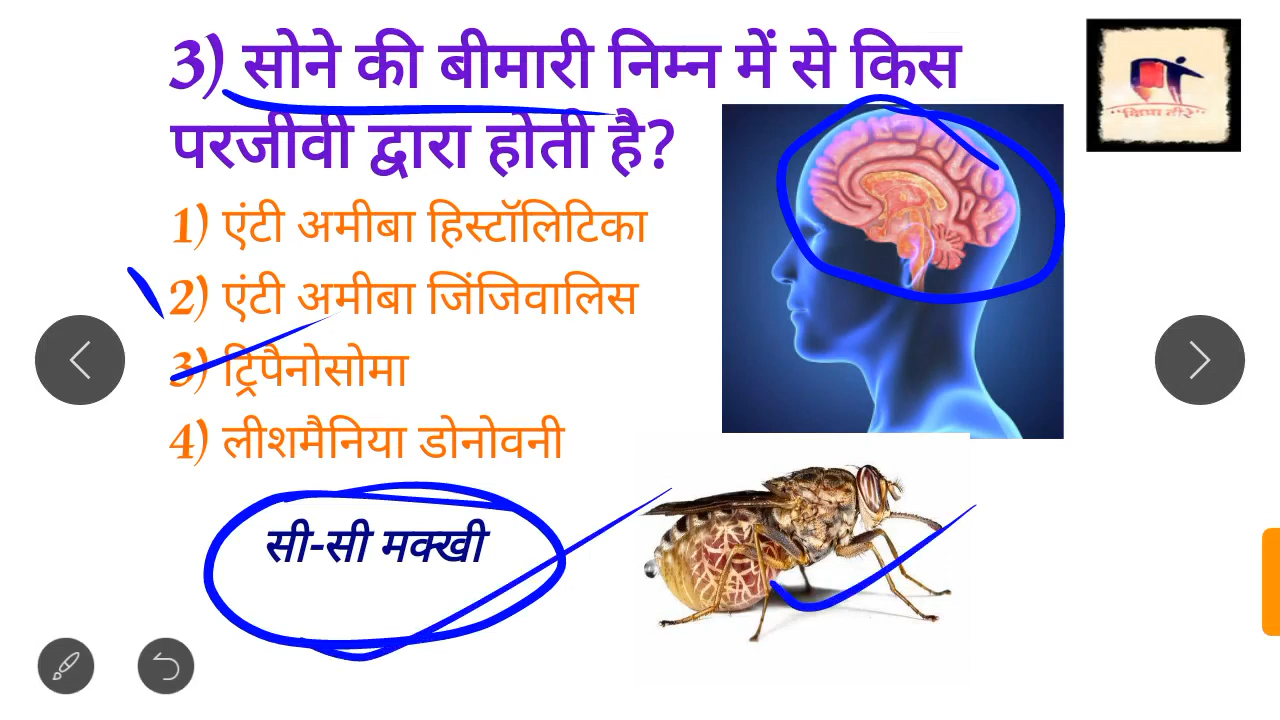 3) सोने की बीमारी निम्न में से किस
परजीवी द्वारा होती है?
1) एंटी अमीबा हिस्टॉलिटिका
2) एंटी अमीबा जिंजिवालिस
3) ट्रिपैनोसोमा
4) लीशमैनिया डोनोवनी
सी-सी मक्खी